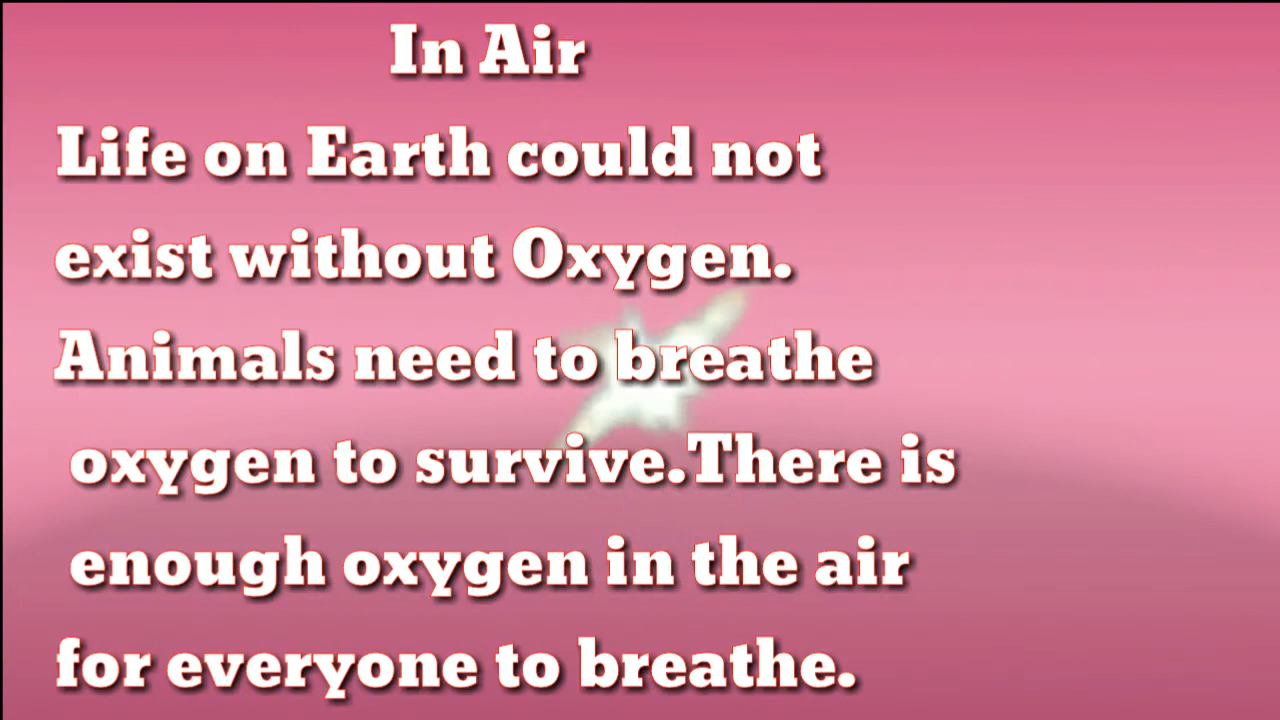 In Air
Life on Earth could not
exist without Oxygen.
Animals need to breathe
oxygen to survive.There is
enough oxygen in the air
for everyone to breathe.